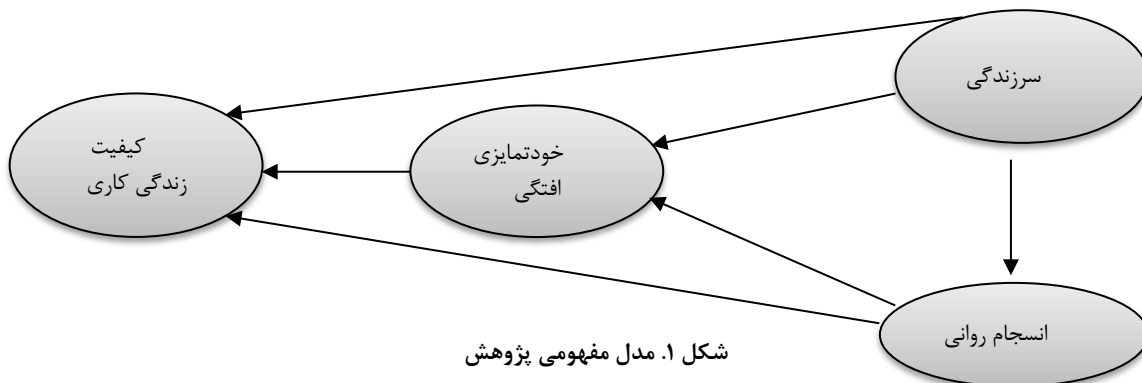 سرزندگی
خودتمایزی
افتگی
کیفیت
زندگی کاری
انسجام روانی
شکل ۱. مدل مفهومی پژوهش